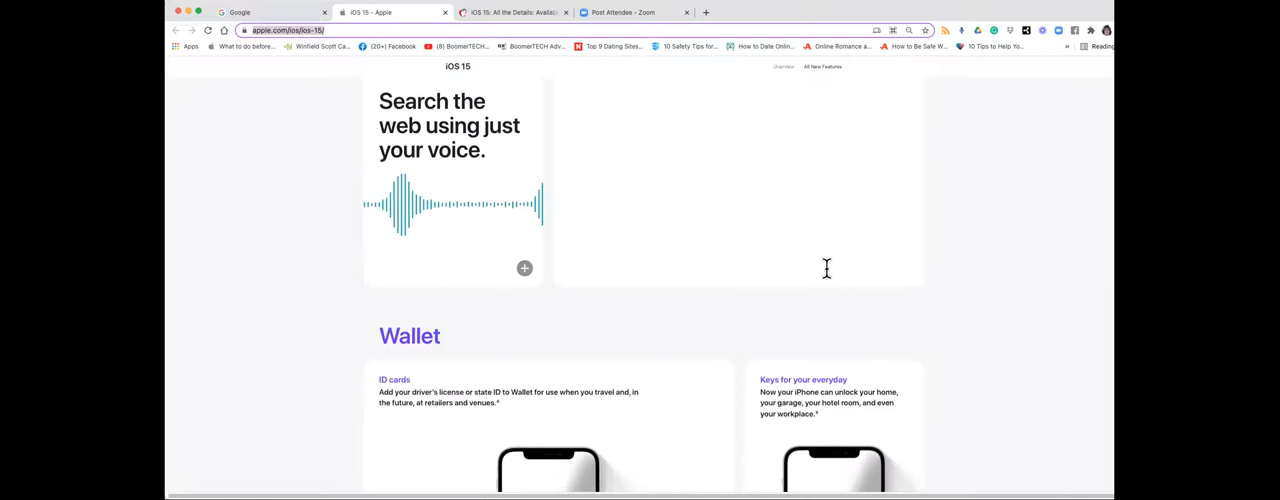 Google
iOS 15 - Apple
iOS 15: All the Details: Availab
Post Attendee - Zoom
apple.com/ios/ios-15/
Apps
What to do before...
Winfield Scott Ca...
(20+) Facebook
(8) BoomerTECH...
BoomerTECH Adv...
Top 9 Dating Sites...
10 Safety Tips for...
How to Date Onlin...
Online Romance a...
How to Be Safe W...
10 Tips to Help Yo...
Reading
iOS 15
Overview
All New Features
Search the
web using just
your voice.
Wallet
ID cards
Add your driver's license or state ID to Wallet for use when you travel and, in
the future, at retailers and venues.⁴
Keys for your everyday
Now your iPhone can unlock your home,
your garage, your hotel room, and even
your workplace.⁴